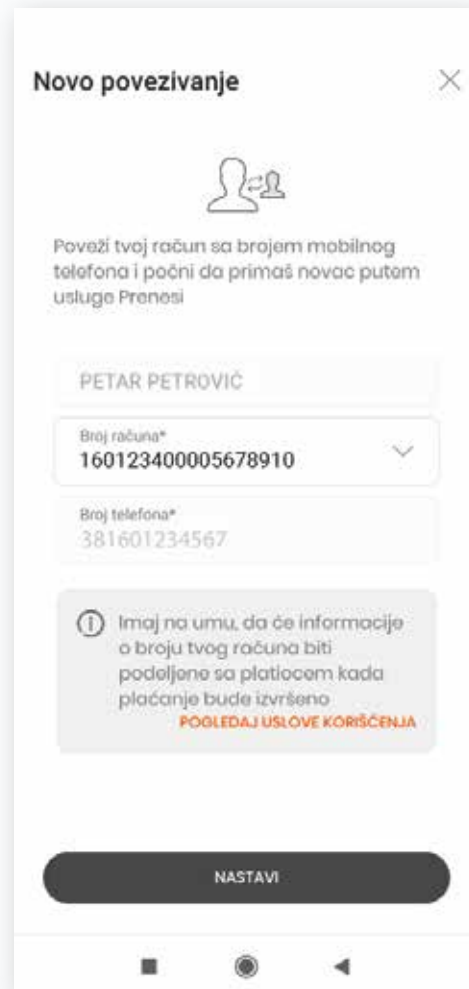 Novo povezivanje
Poveži tvoj račun sa brojem mobilnog
telefona i počni da primaš novac putem
usluge Prenesi
PETAR PETROVIĆ
Broj računa*
160123400005678910
Broj telefona*
381601234567
Imaj na umu, da će informacije
o broju tvog računa biti
podeljene sa platiocem kada
plaćanje bude izvršeno
POGLEDAJ USLOVE KORIŠĆENJA
NASTAVI